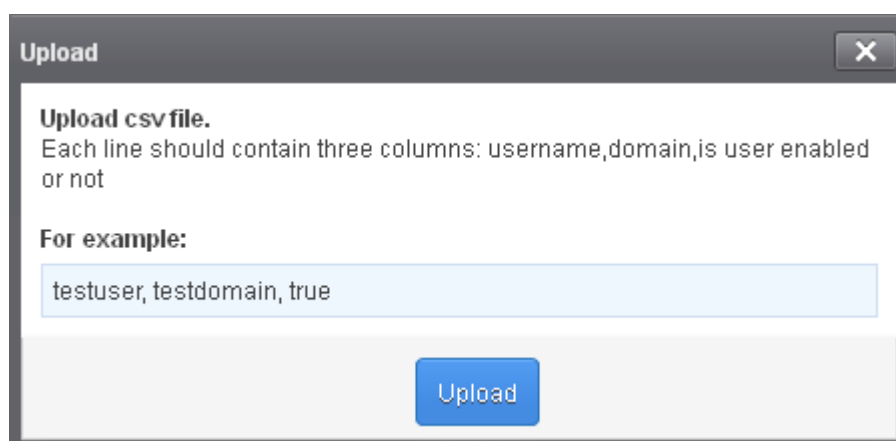 Upload
Upload csv file.
Each line should contain three columns: username,domain,is user enabled
or not
For example:
testuser, testdomain, true
Upload